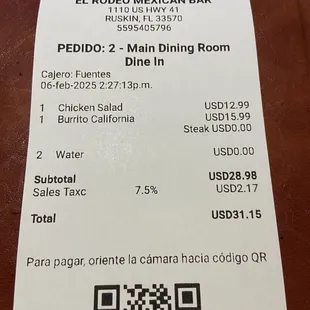 EL RODEO MEXICAN BAR
1110 US HWY 41
RUSKIN, FL 33570
5595405796
PEDIDO: 2 - Main Dining Room
Dine In
Cajero: Fuentes
06-feb-2025 2:27:13p.m.
1 Chicken Salad USD12.99
1 Burrito California USD15.99
Steak USD0.00
2 Water USD0.00
Subtotal USD28.98
Sales Taxc 7.5% USD2.17
Total USD31.15
Para pagar, oriente la cámara hacia código QR